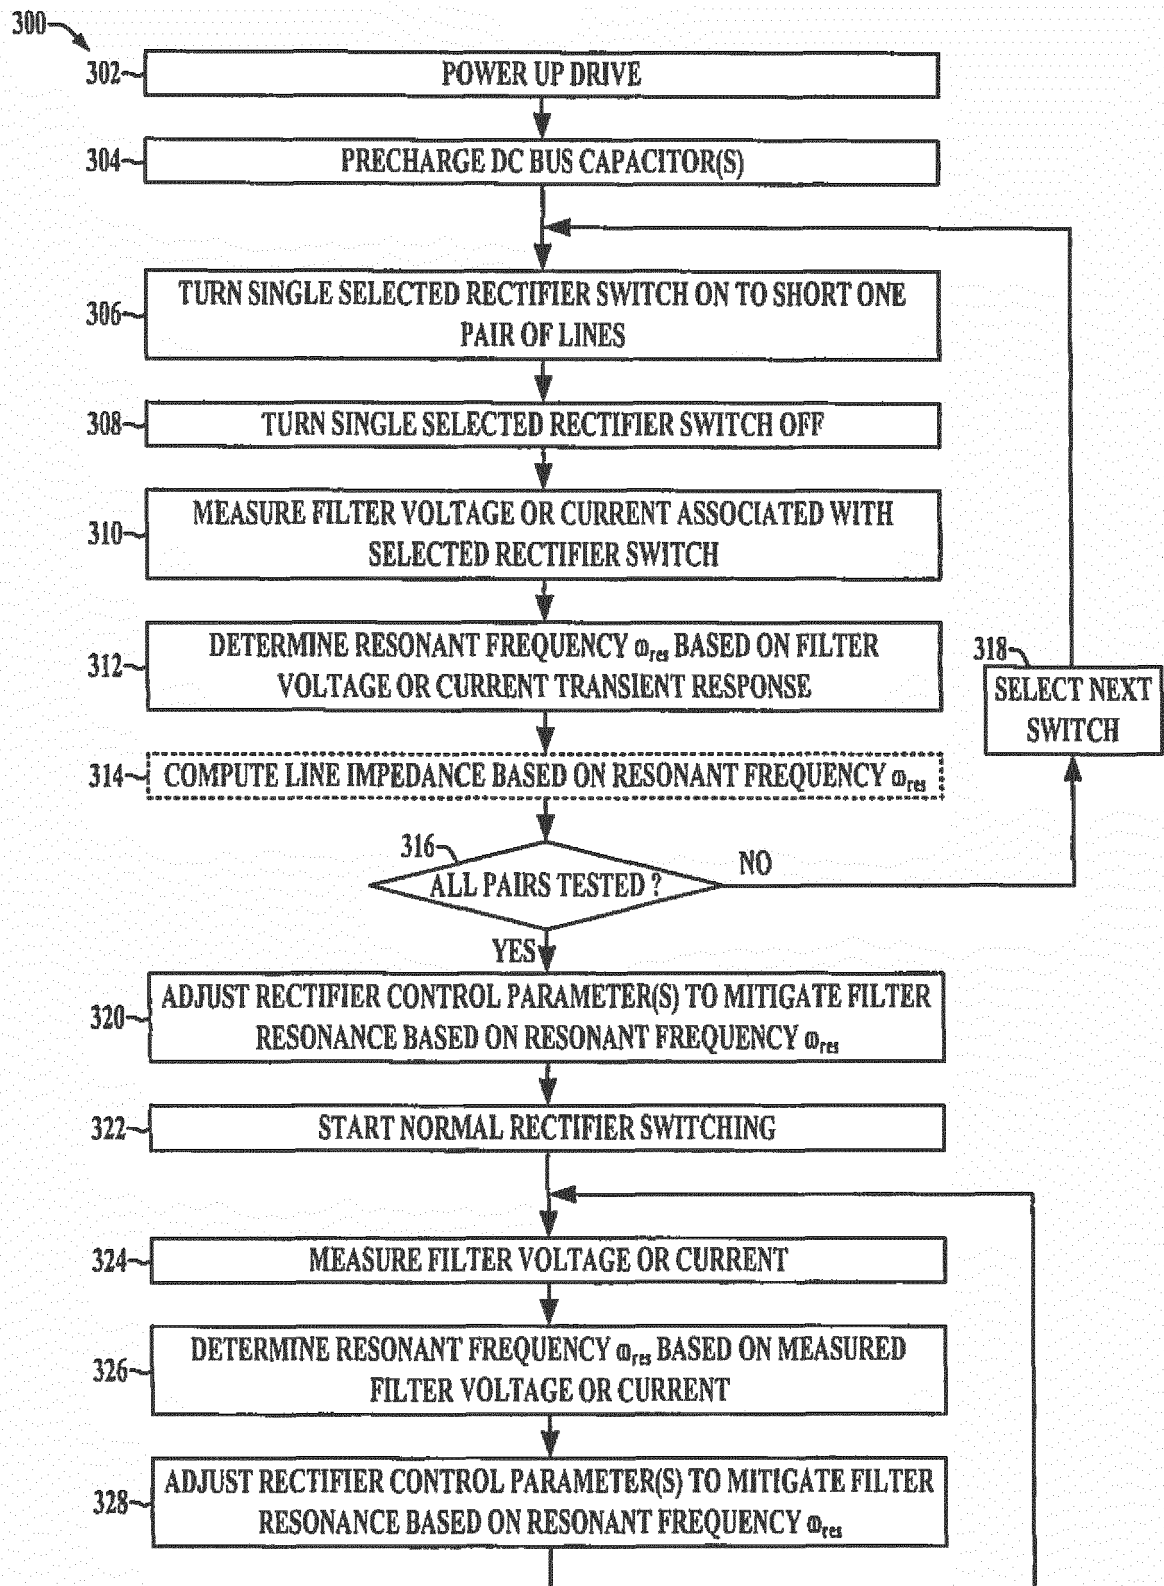 300
302
POWER UP DRIVE
304
PRECHARGE DC BUS CAPACITOR(S)
306
TURN SINGLE SELECTED RECTIFIER SWITCH ON TO SHORT ONE
PAIR OF LINES
308
TURN SINGLE SELECTED RECTIFIER SWITCH OFF
310
MEASURE FILTER VOLTAGE OR CURRENT ASSOCIATED WITH
SELECTED RECTIFIER SWITCH
312
DETERMINE RESONANT FREQUENCY ωres BASED ON FILTER
VOLTAGE OR CURRENT TRANSIENT RESPONSE
318
SELECT NEXT
SWITCH
314
COMPUTE LINE IMPEDANCE BASED ON RESONANT FREQUENCY ωres
316
ALL PAIRS TESTED ?
NO
YES
320
ADJUST RECTIFIER CONTROL PARAMETER(S) TO MITIGATE FILTER
RESONANCE BASED ON RESONANT FREQUENCY ωres
322
START NORMAL RECTIFIER SWITCHING
324
MEASURE FILTER VOLTAGE OR CURRENT
326
DETERMINE RESONANT FREQUENCY ωres BASED ON MEASURED
FILTER VOLTAGE OR CURRENT
328
ADJUST RECTIFIER CONTROL PARAMETER(S) TO MITIGATE FILTER
RESONANCE BASED ON RESONANT FREQUENCY ωres